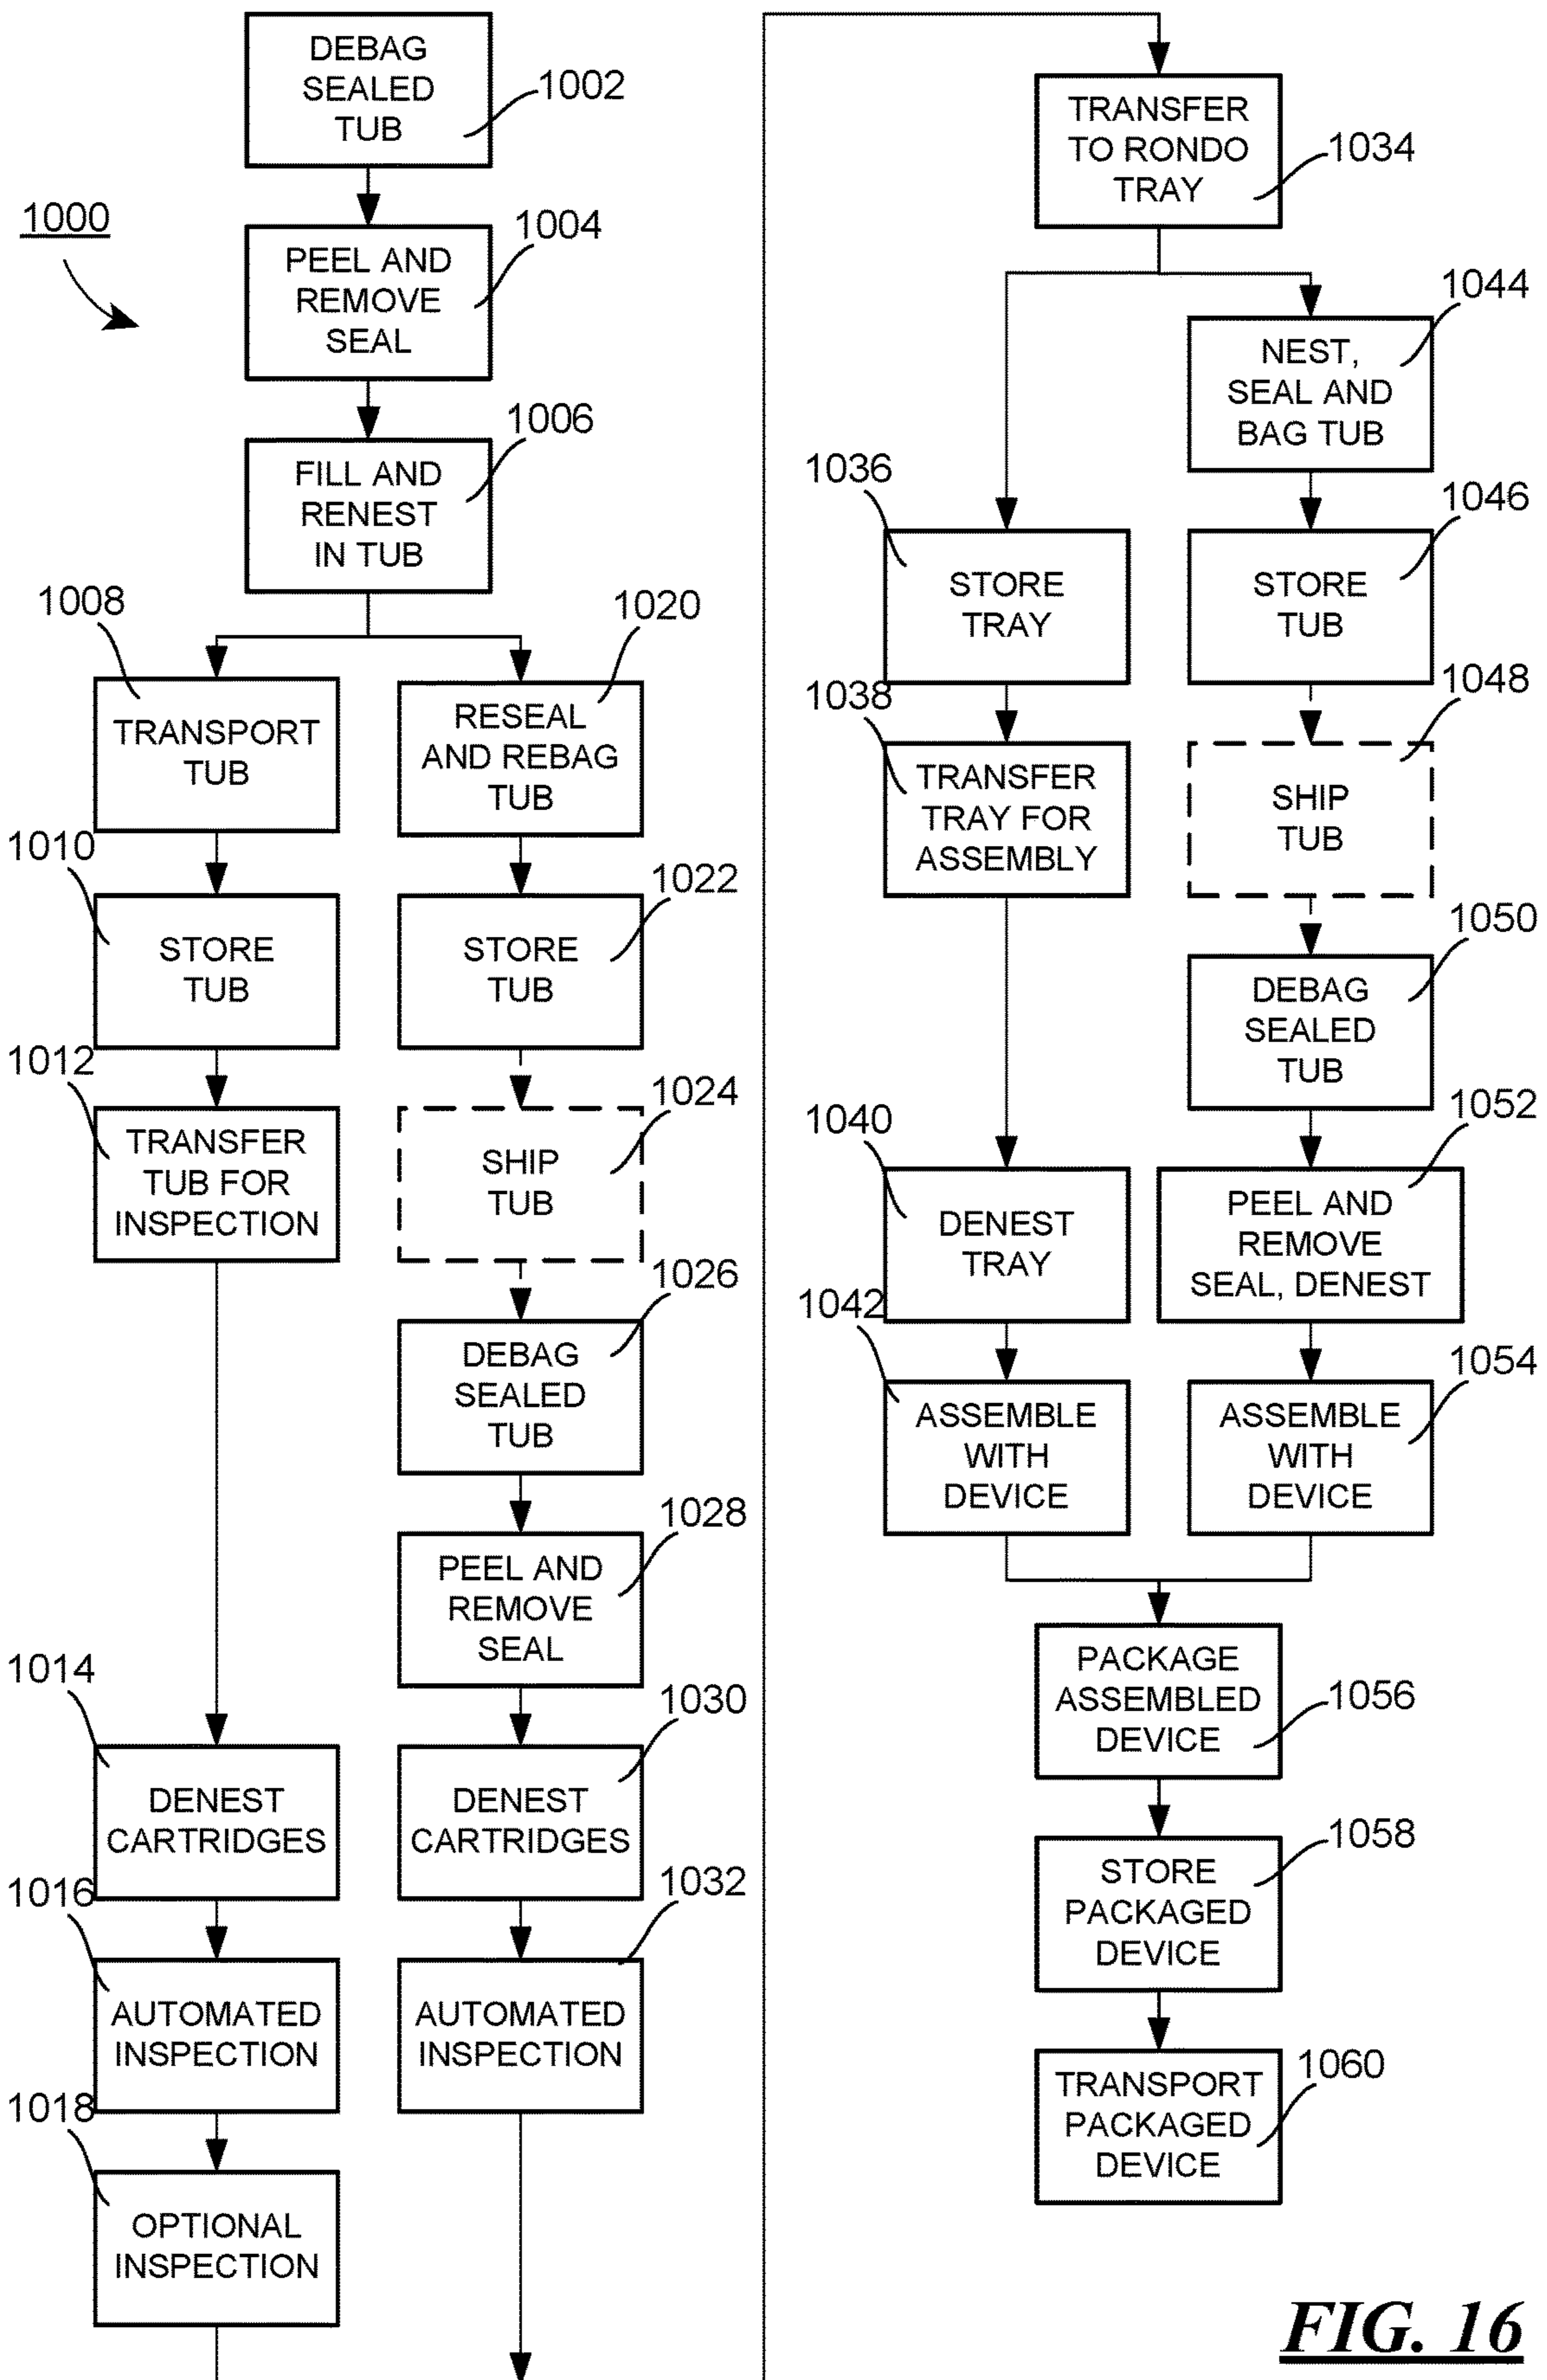 1000
DEBAG
SEALED
TUB
1002
PEEL AND
REMOVE
SEAL
1004
FILL AND
RENEST
IN TUB
1006
1008
TRANSPORT
TUB
1010
STORE
TUB
1012
TRANSFER
TUB FOR
INSPECTION
1014
DENEST
CARTRIDGES
1016
AUTOMATED
INSPECTION
1018
OPTIONAL
INSPECTION
1020
RESEAL
AND REBAG
TUB
1022
STORE
TUB
1024
SHIP
TUB
1026
DEBAG
SEALED
TUB
1028
PEEL AND
REMOVE
SEAL
1030
DENEST
CARTRIDGES
1032
AUTOMATED
INSPECTION
TRANSFER
TO RONDO
TRAY
1034
1036
STORE
TRAY
1038
TRANSFER
TRAY FOR
ASSEMBLY
1040
DENEST
TRAY
1042
ASSEMBLE
WITH
DEVICE
1044
NEST,
SEAL AND
BAG TUB
1046
STORE
TUB
1048
SHIP
TUB
1050
DEBAG
SEALED
TUB
1052
PEEL AND
REMOVE
SEAL, DENEST
1054
ASSEMBLE
WITH
DEVICE
PACKAGE
ASSEMBLED
DEVICE
1056
STORE
PACKAGED
DEVICE
1058
TRANSPORT
PACKAGED
DEVICE
1060
FIG. 16